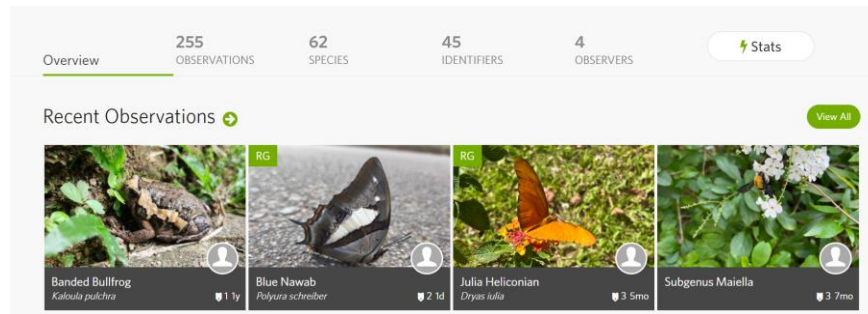 Overview
255
OBSERVATIONS
62
SPECIES
45
IDENTIFIERS
4
OBSERVERS
Stats
Recent Observations
View All
Banded Bullfrog
Kaloula pulchra
1 1y
RG
Blue Nawab
Polyura schreiber
2 1d
RG
Julia Heliconian
Dryas iulia
3 5mo
Subgenus Maiella
3 7mo